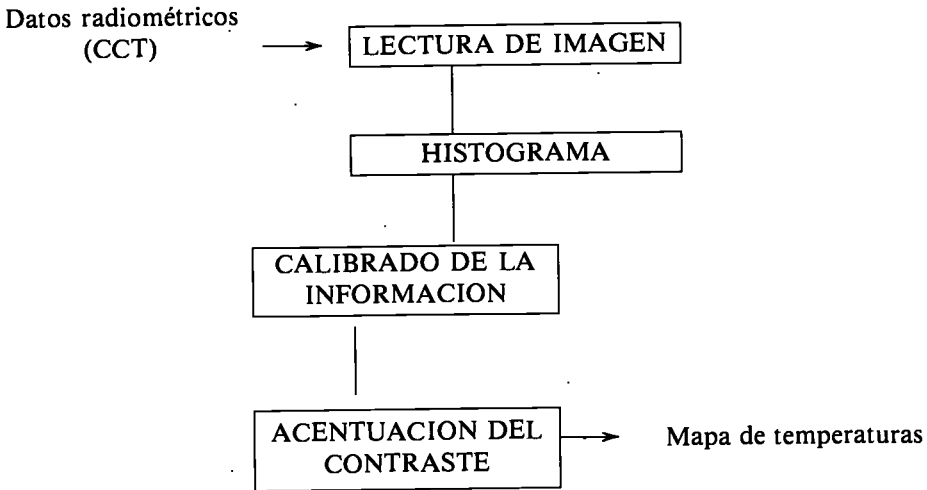 Datos radiométricos
(CCT)
LECTURA DE IMAGEN
HISTOGRAMA
CALIBRADO DE LA
INFORMACION
ACENTUACION DEL
CONTRASTE
Mapa de temperaturas